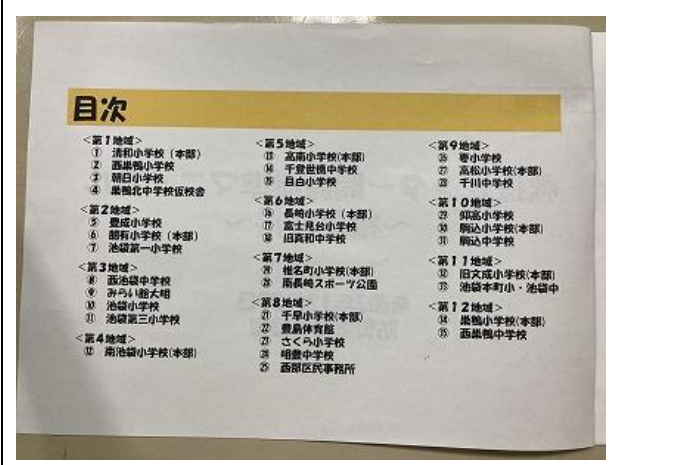 目次
<第1地域>
① 清和小学校(本部)
② 西巣鴨小学校
③ 朝日小学校
④ 巣鴨北中学校仮校舎
<第2地域>
⑤ 豊成小学校
⑥ 朋有小学校(本部)
⑦ 池袋第一小学校
<第3地域>
⑧ 西池袋中学校
⑨ みらい館大明
⑩ 池袋小学校
⑪ 池袋第三小学校
<第4地域>
⑫ 南池袋小学校(本部)
<第5地域>
⑬ 高南小学校(本部)
⑭ 千登世橋中学校
⑮ 目白小学校
<第6地域>
⑯ 長崎小学校(本部)
⑰ 富士見台小学校
⑱ 旧真和中学校
<第7地域>
⑲ 椎名町小学校(本部)
⑳ 南長崎スポーツ公園
<第8地域>
㉑ 千早小学校(本部)
㉒ 豊島体育館
㉓ さくら小学校
㉔ 明豊中学校
㉕ 西部区民事務所
<第9地域>
㉖ 要小学校
㉗ 高松小学校(本部)
㉘ 千川中学校
<第10地域>
㉙ 仰高小学校
㉚ 駒込小学校(本部)
㉛ 駒込中学校
<第11地域>
㉜ 旧文成小学校(本部)
㉝ 池袋本町小・池袋中
<第12地域>
㉞ 巣鴨小学校(本部)
㉟ 西巣鴨中学校